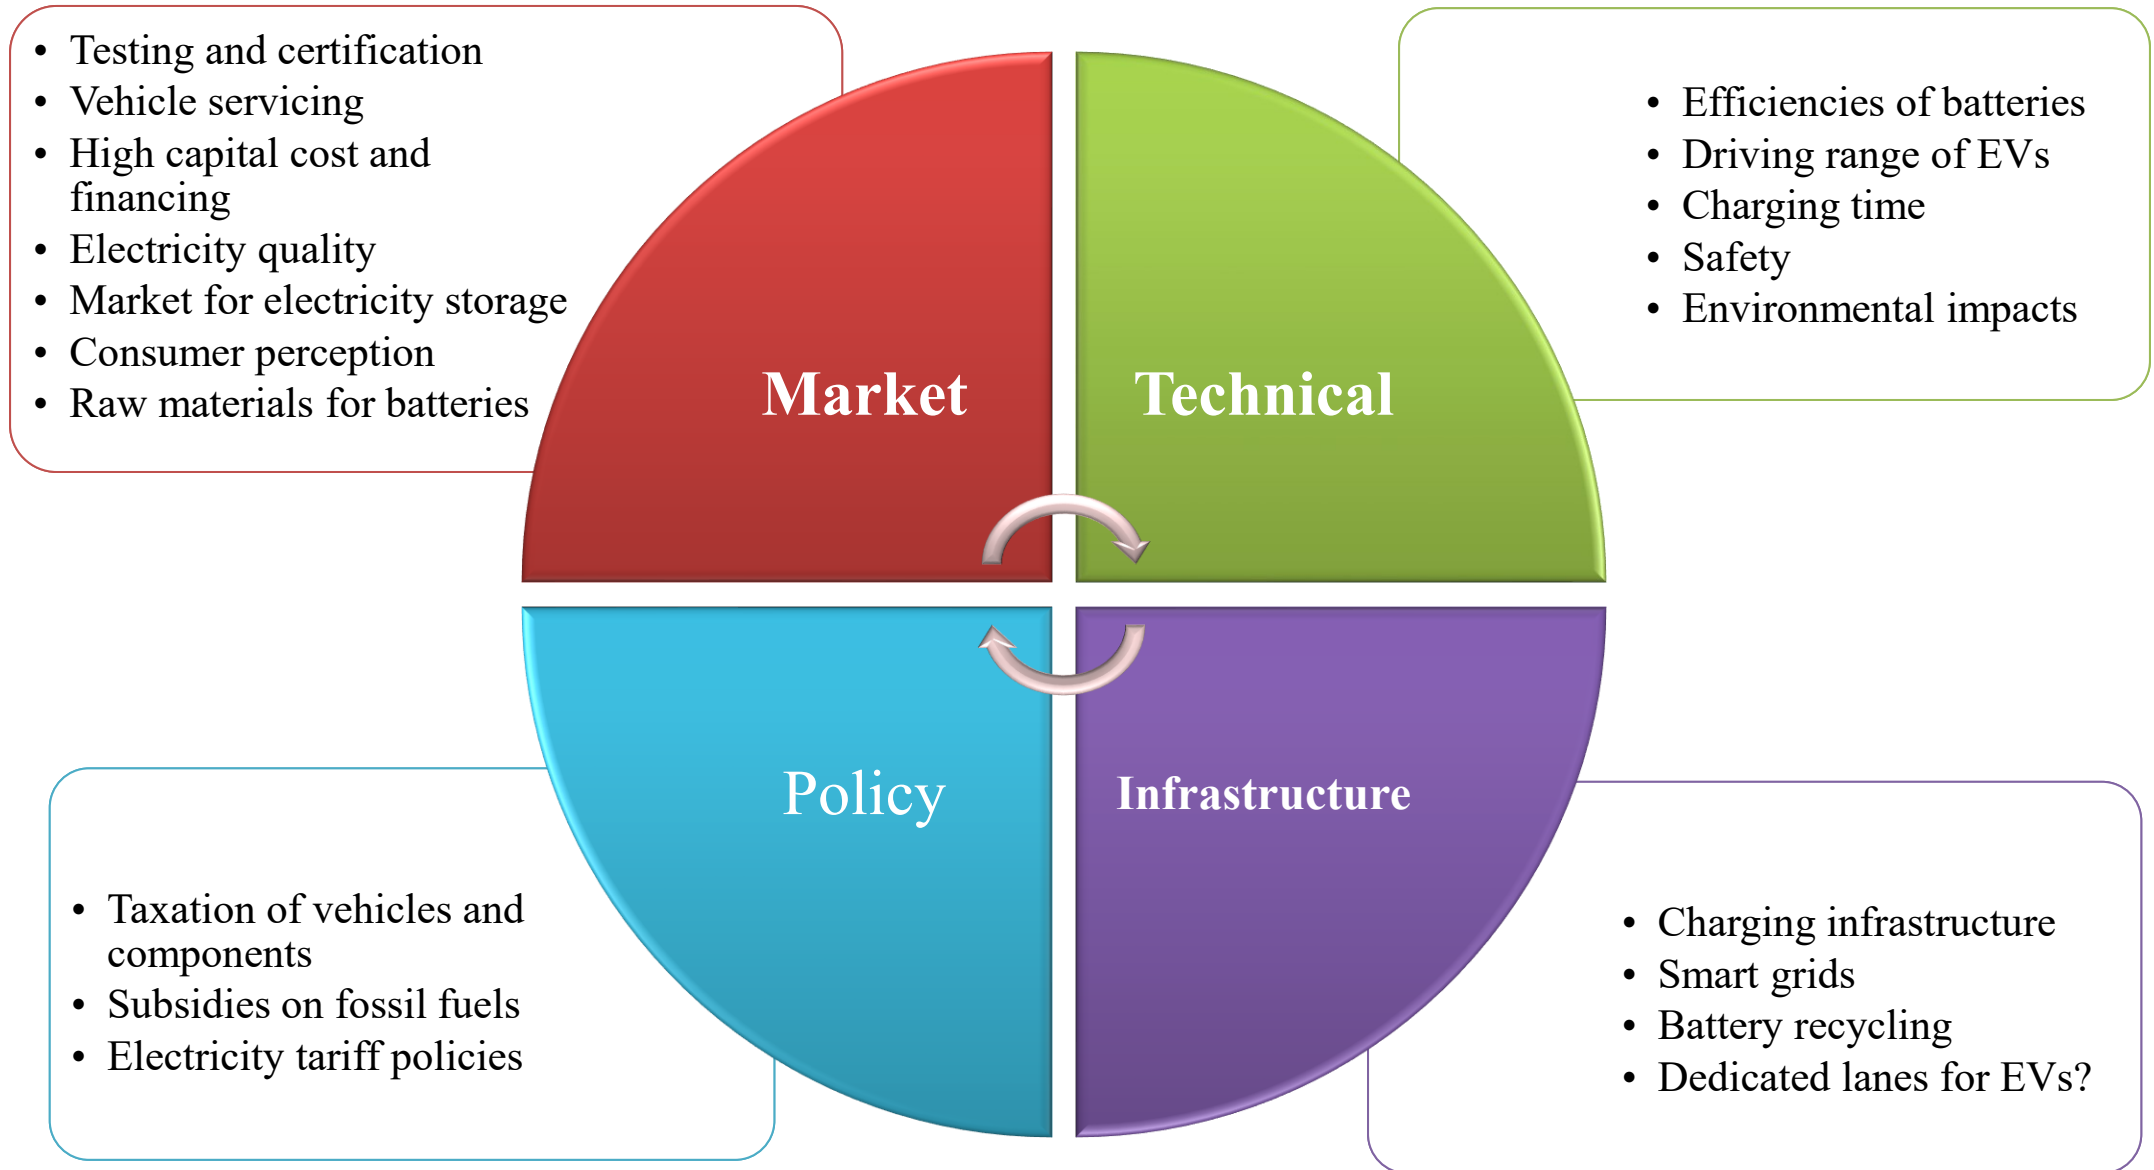 • Testing and certification
• Vehicle servicing
• High capital cost and
financing
• Electricity quality
• Market for electricity storage
• Consumer perception
• Raw materials for batteries
Market
Technical
• Efficiencies of batteries
• Driving range of EVs
• Charging time
• Safety
• Environmental impacts
Policy
• Taxation of vehicles and
components
• Subsidies on fossil fuels
• Electricity tariff policies
Infrastructure
• Charging infrastructure
• Smart grids
• Battery recycling
• Dedicated lanes for EVs?